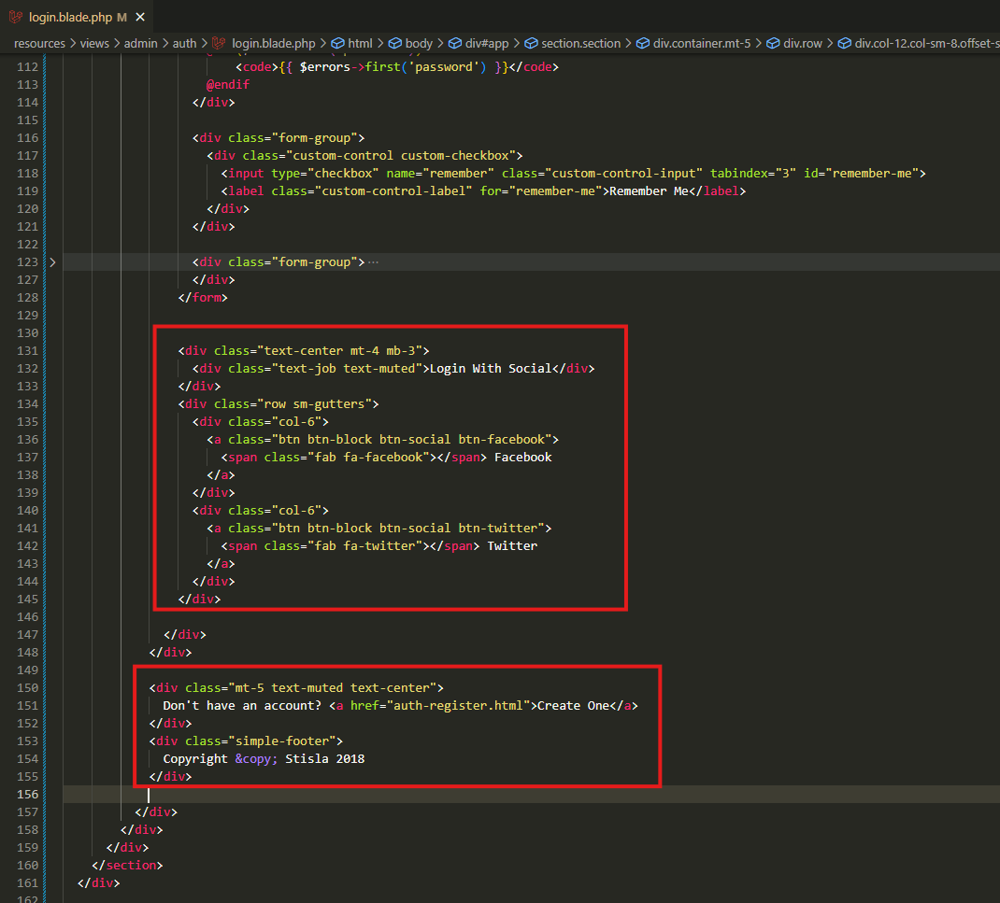 login.blade.php M ×
resources > views > admin > auth > login.blade.php > html > body > div#app > section.section > div.container.mt-5 > div.row > div.col-12.col-sm-8.offset-s
112 <code>{{ $errors->first('password') }}</code>
113 @endif
114 </div>
115
116 <div class="form-group">
117 <div class="custom-control custom-checkbox">
118 <input type="checkbox" name="remember" class="custom-control-input" tabindex="3" id="remember-me">
119 <label class="custom-control-label" for="remember-me">Remember Me</label>
120 </div>
121 </div>
122
123 > <div class="form-group"> ···
127 </div>
128 </form>
129
130
131 <div class="text-center mt-4 mb-3">
132 <div class="text-job text-muted">Login With Social</div>
133 </div>
134 <div class="row sm-gutters">
135 <div class="col-6">
136 <a class="btn btn-block btn-social btn-facebook">
137 <span class="fab fa-facebook"></span> Facebook
138 </a>
139 </div>
140 <div class="col-6">
141 <a class="btn btn-block btn-social btn-twitter">
142 <span class="fab fa-twitter"></span> Twitter
143 </a>
144 </div>
145 </div>
146
147 </div>
148 </div>
149
150 <div class="mt-5 text-muted text-center">
151 Don't have an account? <a href="auth-register.html">Create One</a>
152 </div>
153 <div class="simple-footer">
154 Copyright &copy; Stisla 2018
155 </div>
156
157 </div>
158 </div>
159 </div>
160 </section>
161 </div>
162